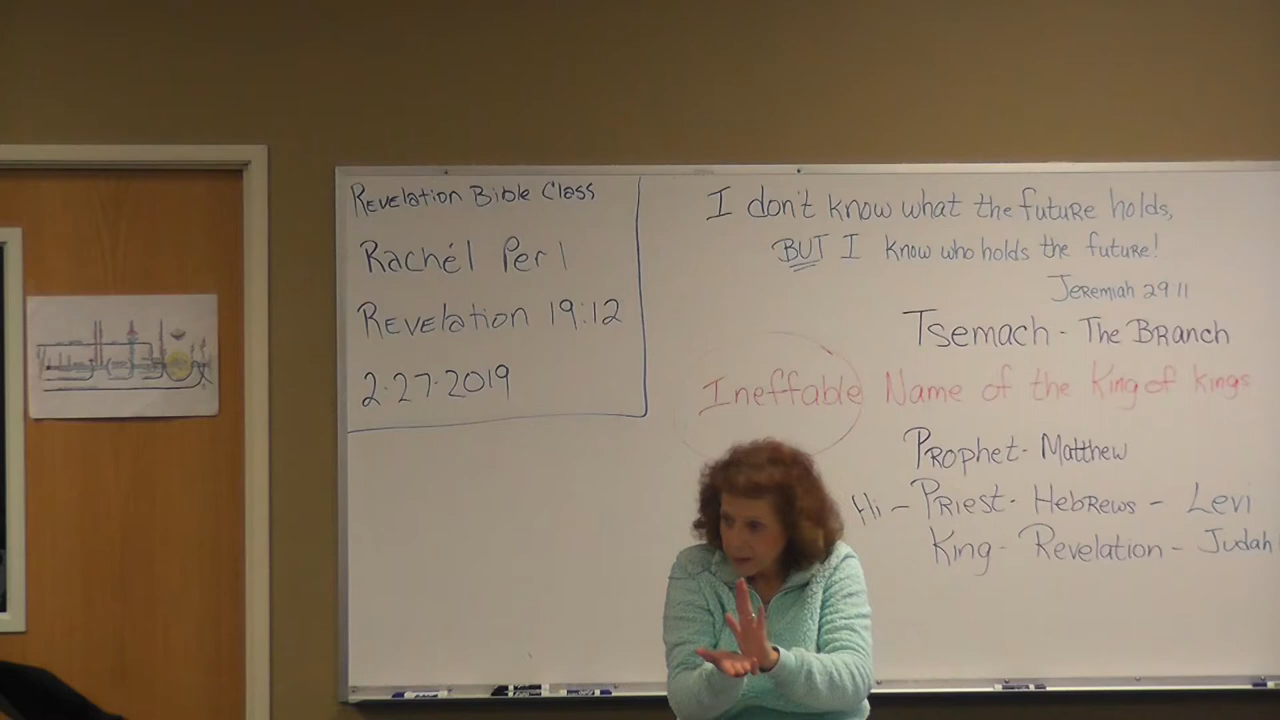 Revelation Bible Class
Rachél Perl
Revelation 19:12
2-27-2019
I don't know what the future holds,
BUT I know who holds the future!
Jeremiah 29 11
Tsemach - The Branch
Ineffable Name of the King of kings
Prophet - Matthew
Hi - Priest - Hebrews - Levi
King - Revelation - Judah